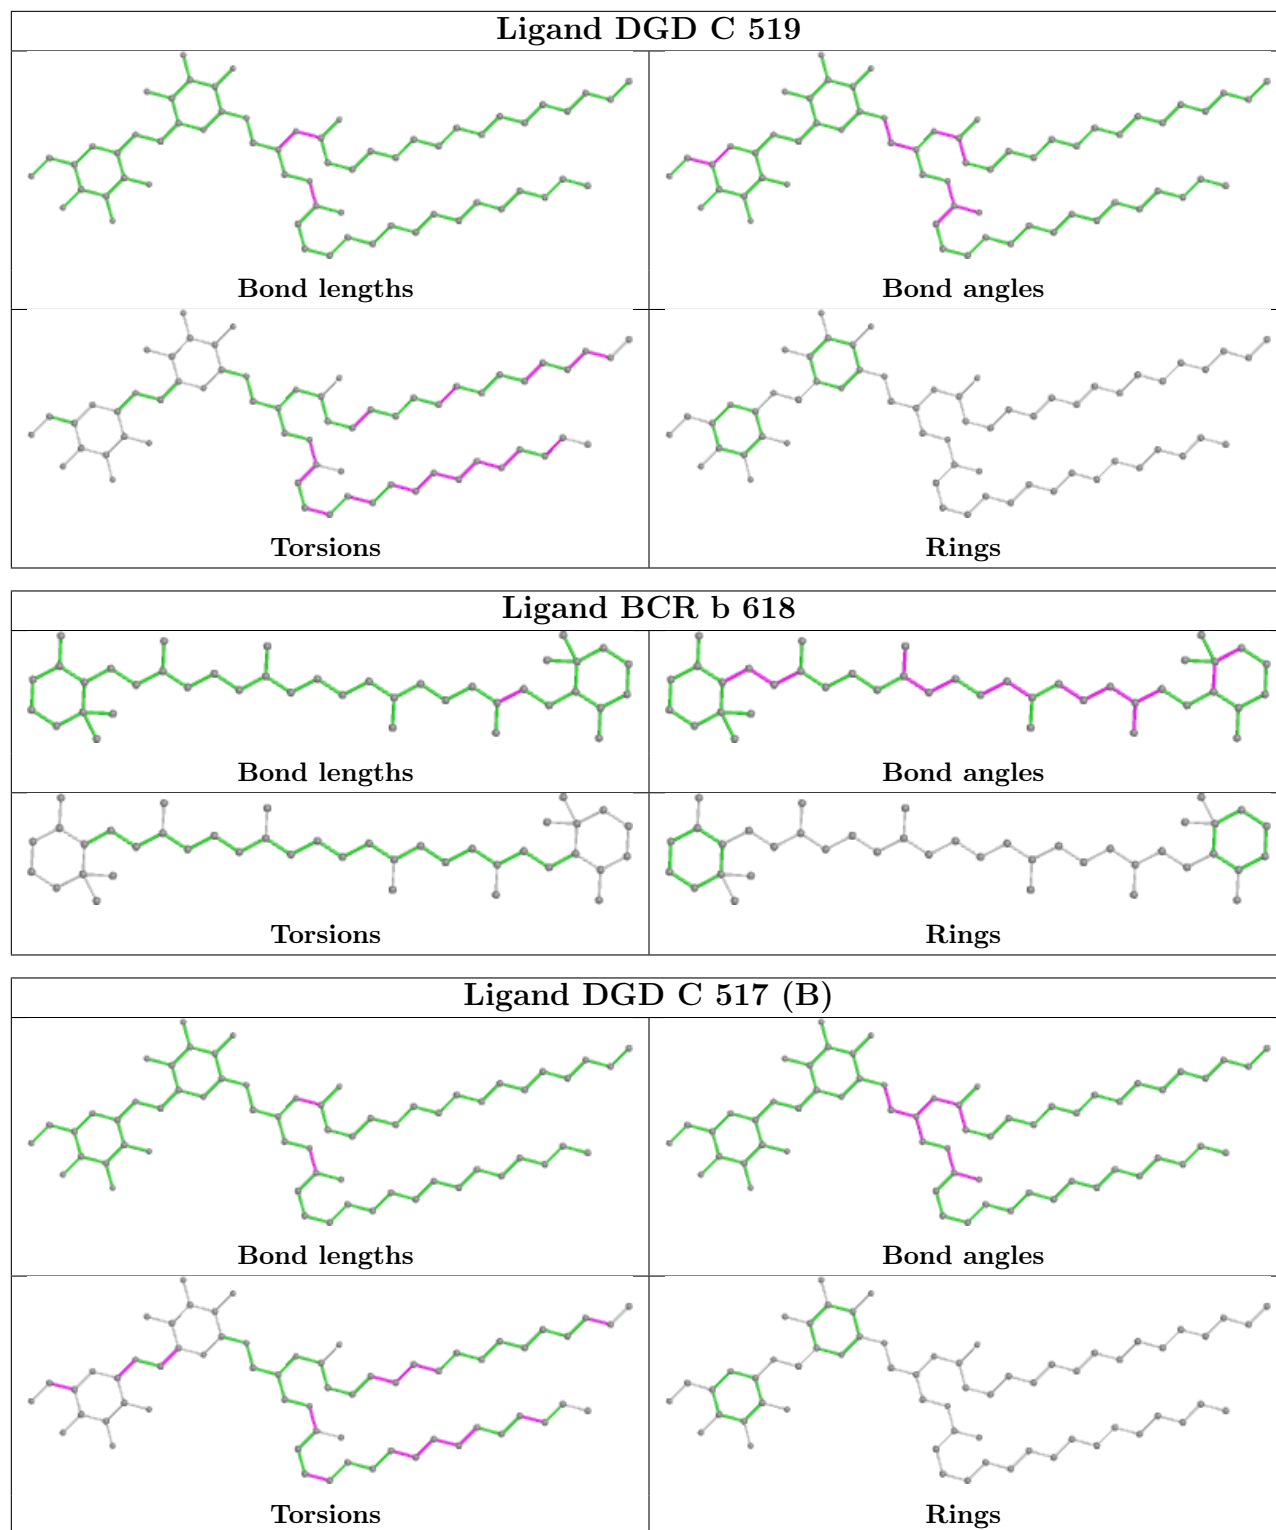 Ligand DGD C 519
Bond lengths
Bond angles
Torsions
Rings
Ligand BCR b 618
Bond lengths
Bond angles
Torsions
Rings
Ligand DGD C 517 (B)
Bond lengths
Bond angles
Torsions
Rings